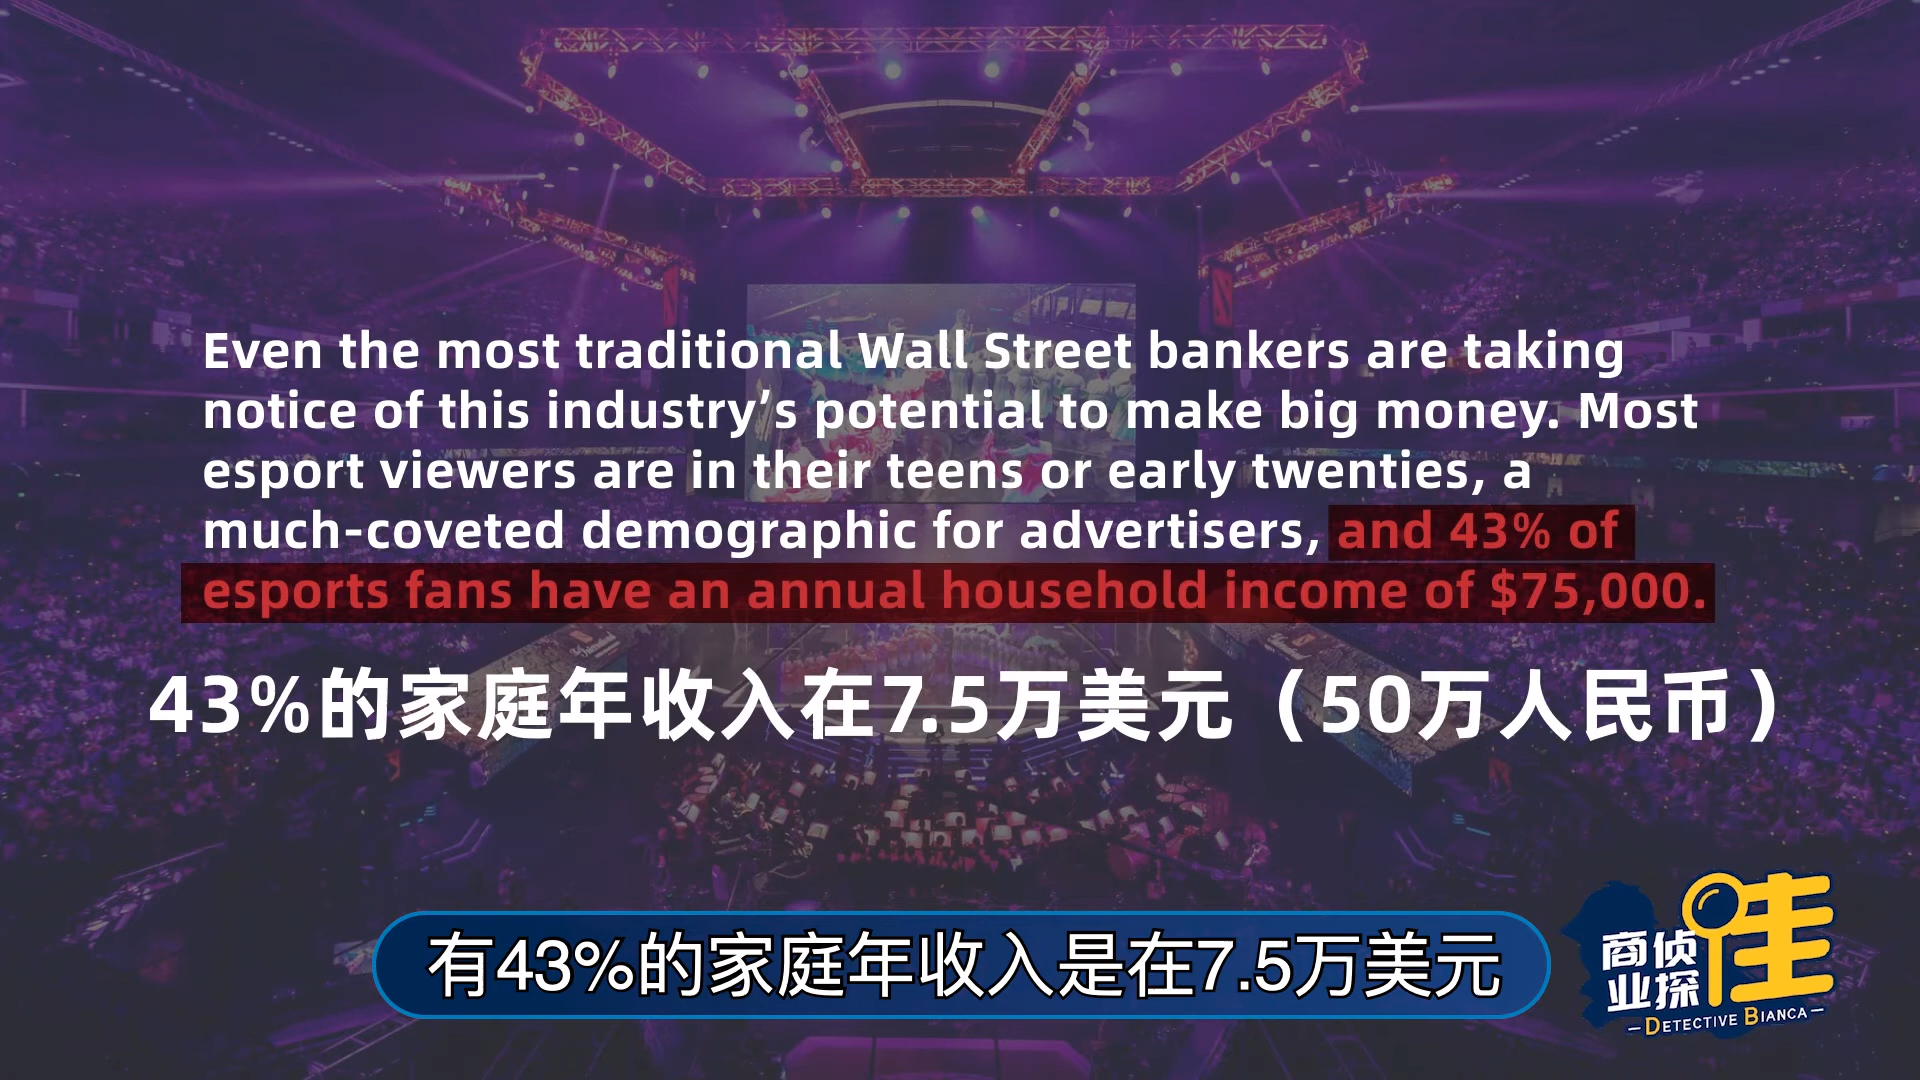 Even the most traditional Wall Street bankers are taking
notice of this industry’s potential to make big money. Most
esport viewers are in their teens or early twenties, a
much-coveted demographic for advertisers, and 43% of
esports fans have an annual household income of $75,000.
43%的家庭年收入在7.5万美元（50万人民币）
有43%的家庭年收入是在7.5万美元
商业侦探佳
DETECTIVE BIANCA